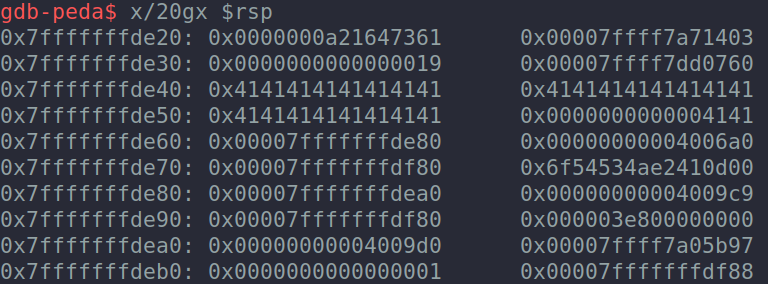 gdb-peda$ x/20gx $rsp
0x7fffffffde20: 0x0000000a21647361 0x00007ffff7a71403
0x7fffffffde30: 0x0000000000000019 0x00007ffff7dd0760
0x7fffffffde40: 0x4141414141414141 0x4141414141414141
0x7fffffffde50: 0x4141414141414141 0x0000000000004141
0x7fffffffde60: 0x00007fffffffde80 0x00000000004006a0
0x7fffffffde70: 0x00007fffffffdf80 0x6f54534ae2410d00
0x7fffffffde80: 0x00007fffffffdea0 0x00000000004009c9
0x7fffffffde90: 0x00007fffffffdf80 0x000003e800000000
0x7fffffffdea0: 0x00000000004009d0 0x00007ffff7a05b97
0x7fffffffdeb0: 0x0000000000000001 0x00007fffffffdf88